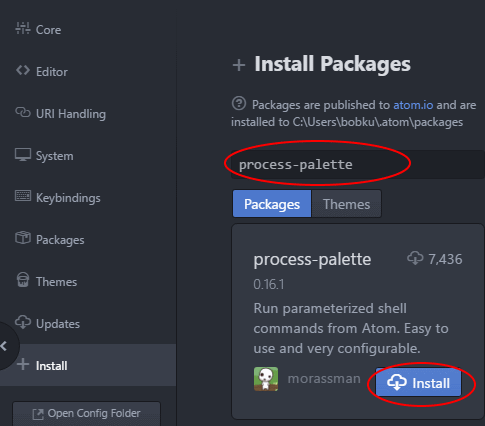 Core
Editor
URI Handling
System
Keybindings
Packages
Themes
Updates
Install
Open Config Folder
Install Packages
Packages are published to atom.io and are
installed to C:\Users\bobku\.atom\packages
process-palette
Packages Themes
process-palette 7,436
0.16.1
Run parameterized shell
commands from Atom. Easy to
use and very configurable.
morassman Install